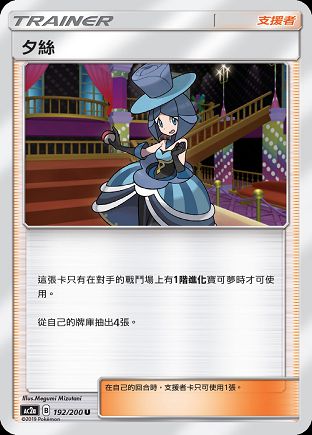 TRAINER
支援者
夕絲
這張卡只有在對手的戰鬥場上有1階進化寶可夢時才可使
用。
從自己的牌庫抽出4張。
Illus.Megumi Mizutani
在自己的回合時,支援者卡只可使用1張。
AC2a B 192/200 U
©2019 Pokémon